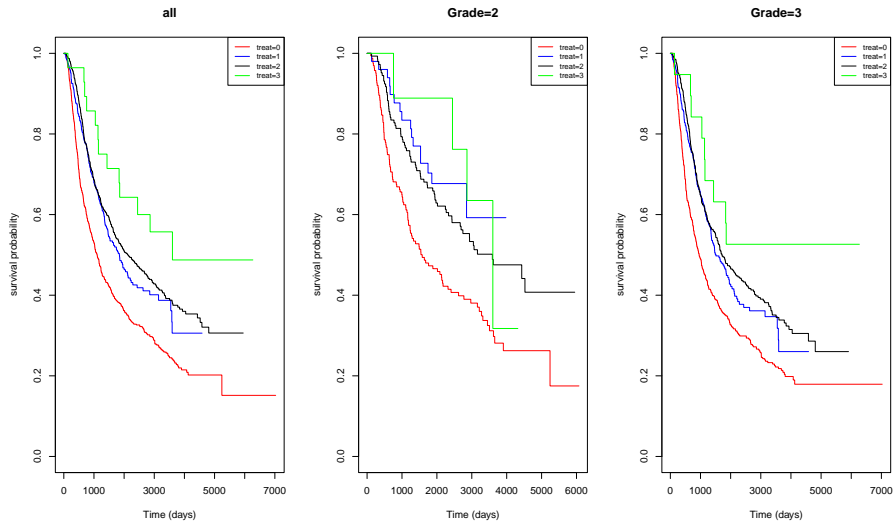 all
survival probability
0.0
0.2
0.4
0.6
0.8
1.0
treat=0
treat=1
treat=2
treat=3
0 1000 3000 5000 7000
Time (days)
Grade=2
survival probability
0.0
0.2
0.4
0.6
0.8
1.0
treat=0
treat=1
treat=2
treat=3
0 1000 2000 3000 4000 5000 6000
Time (days)
Grade=3
survival probability
0.0
0.2
0.4
0.6
0.8
1.0
treat=0
treat=1
treat=2
treat=3
0 1000 3000 5000 7000
Time (days)